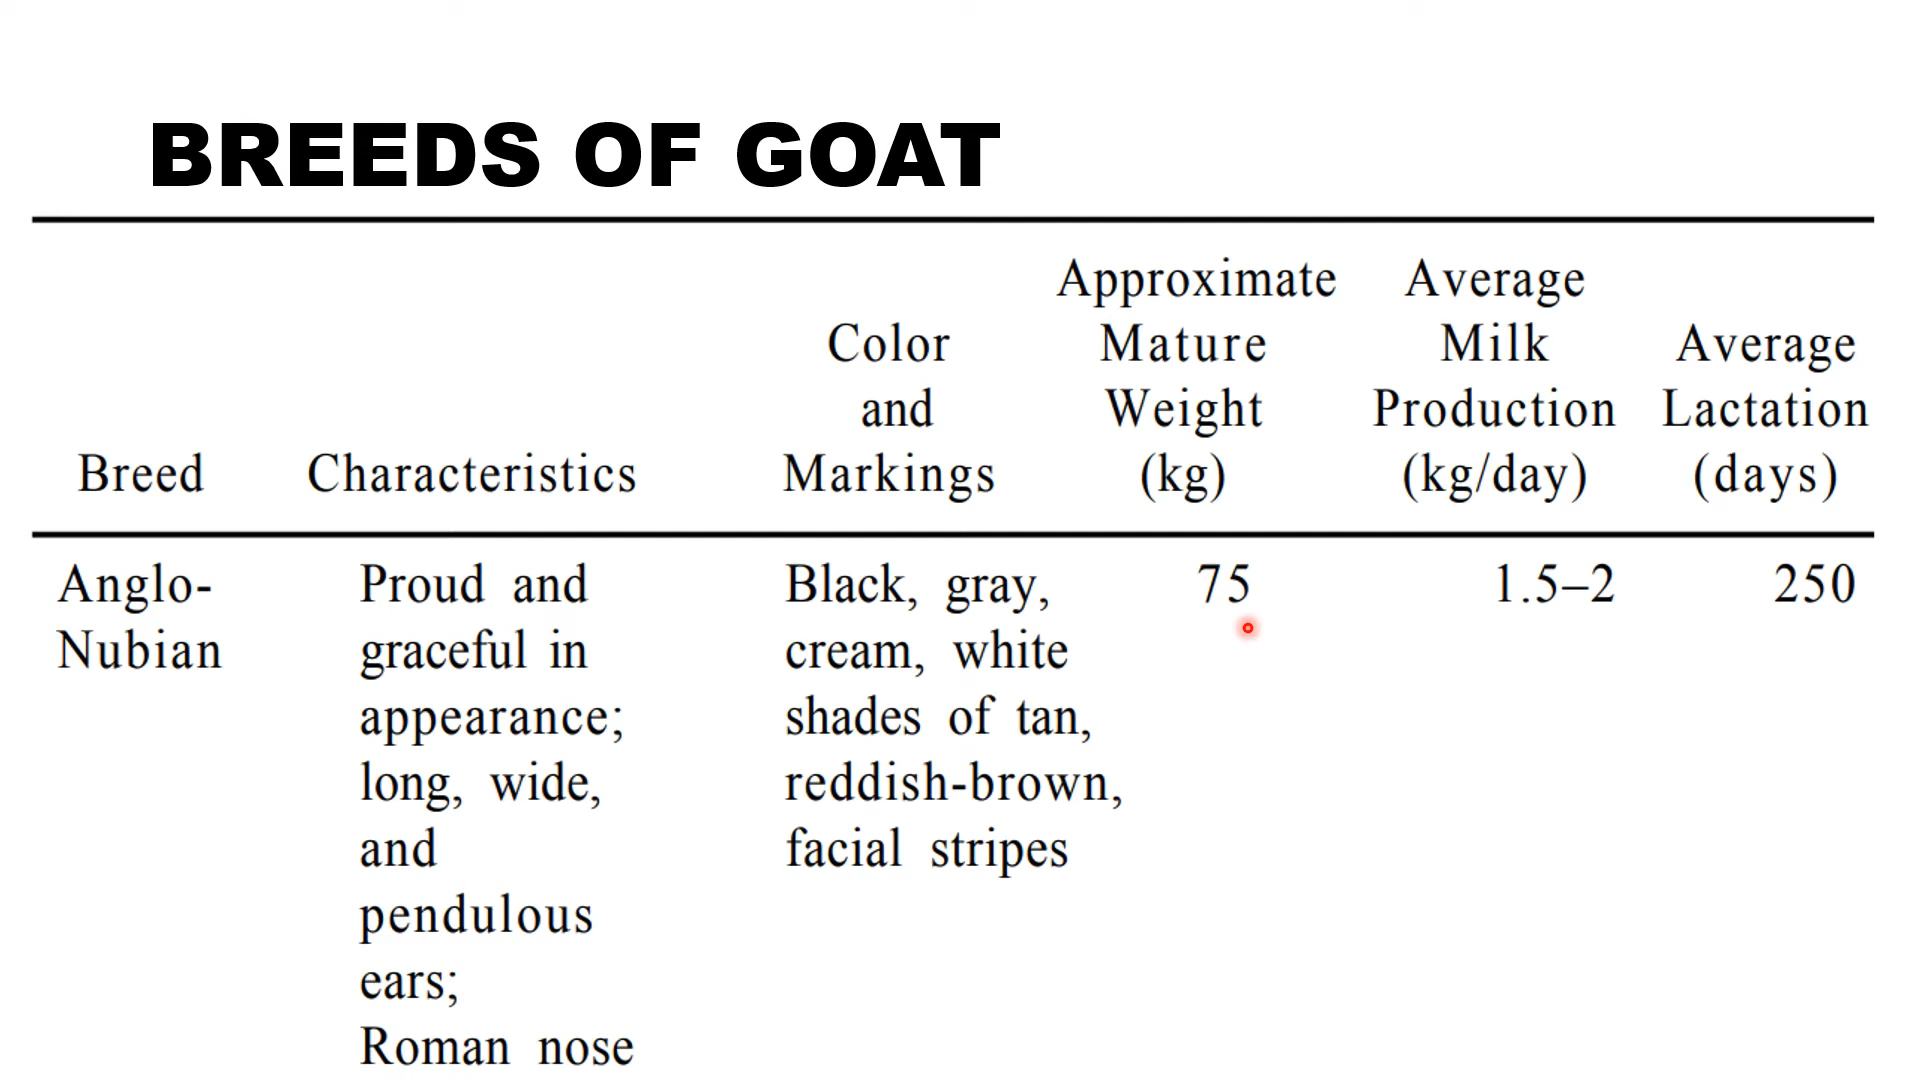 BREEDS OF GOAT
Approximate Average
Color Mature Milk Average
and Weight Production Lactation
Breed Characteristics Markings (kg) (kg/day) (days)
Anglo- Proud and Black, gray, 75 1.5–2 250
Nubian graceful in cream, white
appearance; shades of tan,
long, wide, reddish-brown,
and facial stripes
pendulous
ears;
Roman nose